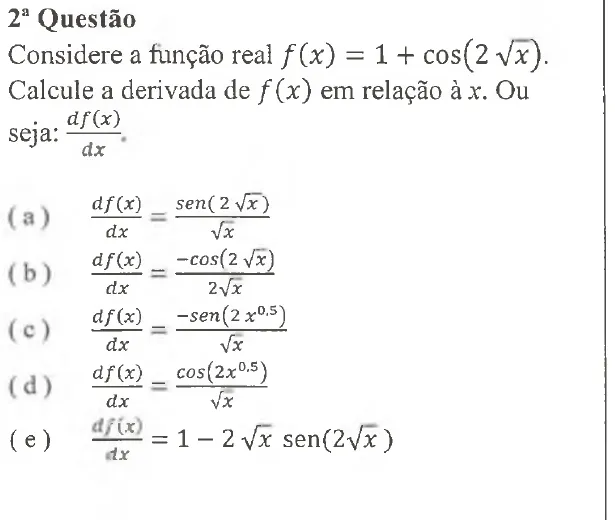 2ª Questão
Considere a função real f(x) = 1 + cos(2 √x).
Calcule a derivada de f(x) em relação à x. Ou
seja: df(x)/dx.
( a ) df(x)/dx = sen( 2 √x )/√x
( b ) df(x)/dx = -cos(2 √x)/2√x
( c ) df(x)/dx = -sen(2 x^0,5)/√x
( d ) df(x)/dx = cos(2x^0,5)/√x
( e ) df(x)/dx = 1 − 2 √x sen(2√x )